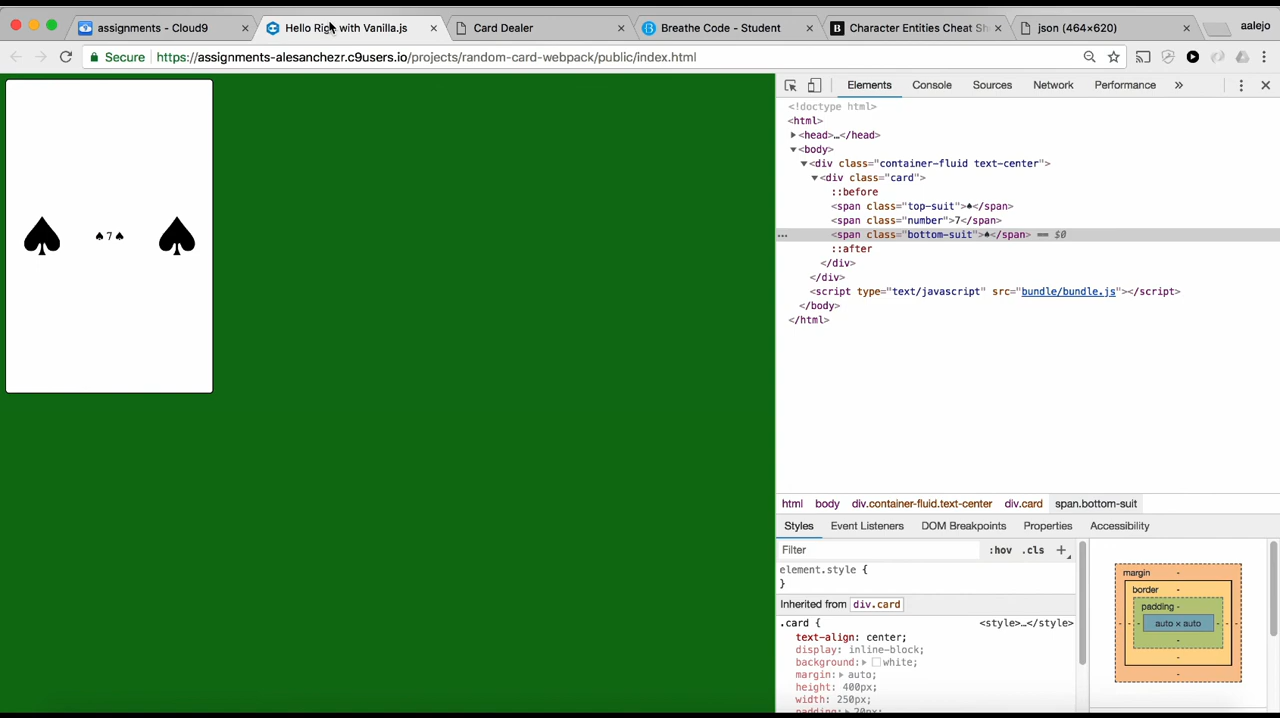 assignments - Cloud9
Hello Rigo with Vanilla.js
Card Dealer
Breathe Code - Student
Character Entities Cheat Sh
json (464×620)
aalejo
Secure
https://assignments-alesanchezr.c9users.io/projects/random-card-webpack/public/index.html
♠ 7 ♠
Elements
Console
Sources
Network
Performance
»
<!doctype html>
<html>
<head>…</head>
<body>
<div class="container-fluid text-center">
<div class="card">
::before
<span class="top-suit">♠</span>
<span class="number">7</span>
… <span class="bottom-suit">♠</span> == $0
::after
</div>
</div>
<script type="text/javascript" src="bundle/bundle.js"></script>
</body>
</html>
html body div.container-fluid.text-center div.card span.bottom-suit
Styles Event Listeners DOM Breakpoints Properties Accessibility
Filter :hov .cls +
element.style {
}
Inherited from div.card
.card { <style>…</style>
text-align: center;
display: inline-block;
background: white;
margin: auto;
height: 400px;
width: 250px;
padding: 20px;
margin -
border -
padding -
auto × auto